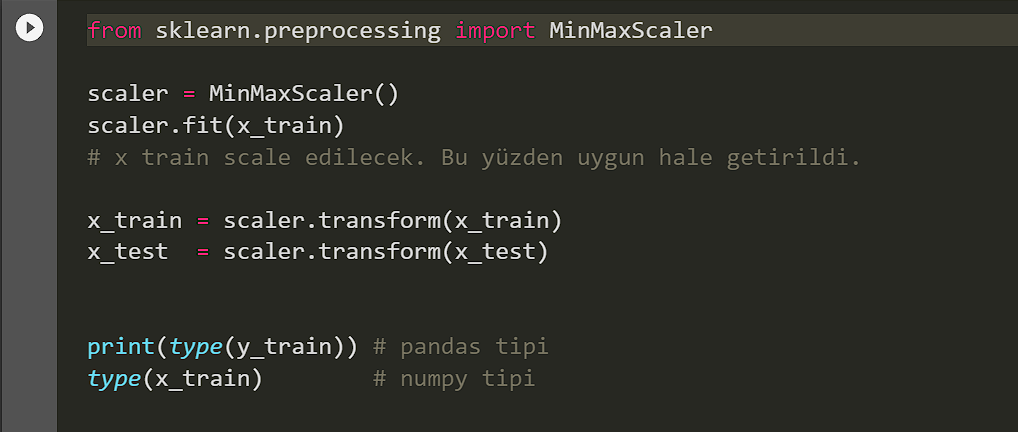 from sklearn.preprocessing import MinMaxScaler
scaler = MinMaxScaler()
scaler.fit(x_train)
# x train scale edilecek. Bu yüzden uygun hale getirildi.
x_train = scaler.transform(x_train)
x_test  = scaler.transform(x_test)
print(type(y_train)) # pandas tipi
type(x_train)        # numpy tipi